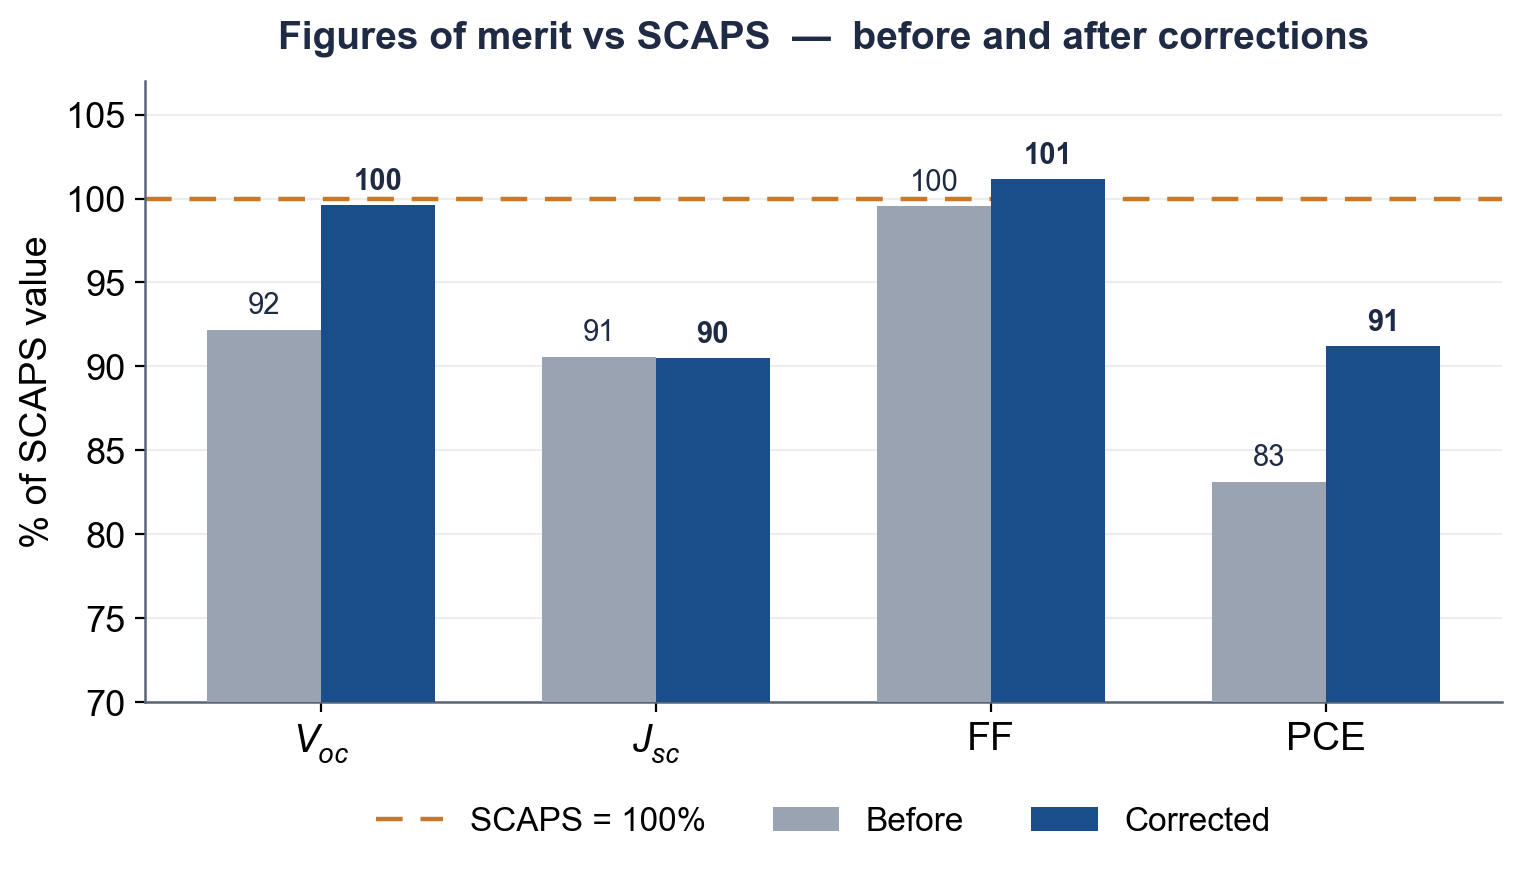 Figures of merit vs SCAPS — before and after corrections
% of SCAPS value
105
100
95
90
85
80
75
70
92
100
91
90
100
101
83
91
Voc
Jsc
FF
PCE
SCAPS = 100%
Before
Corrected